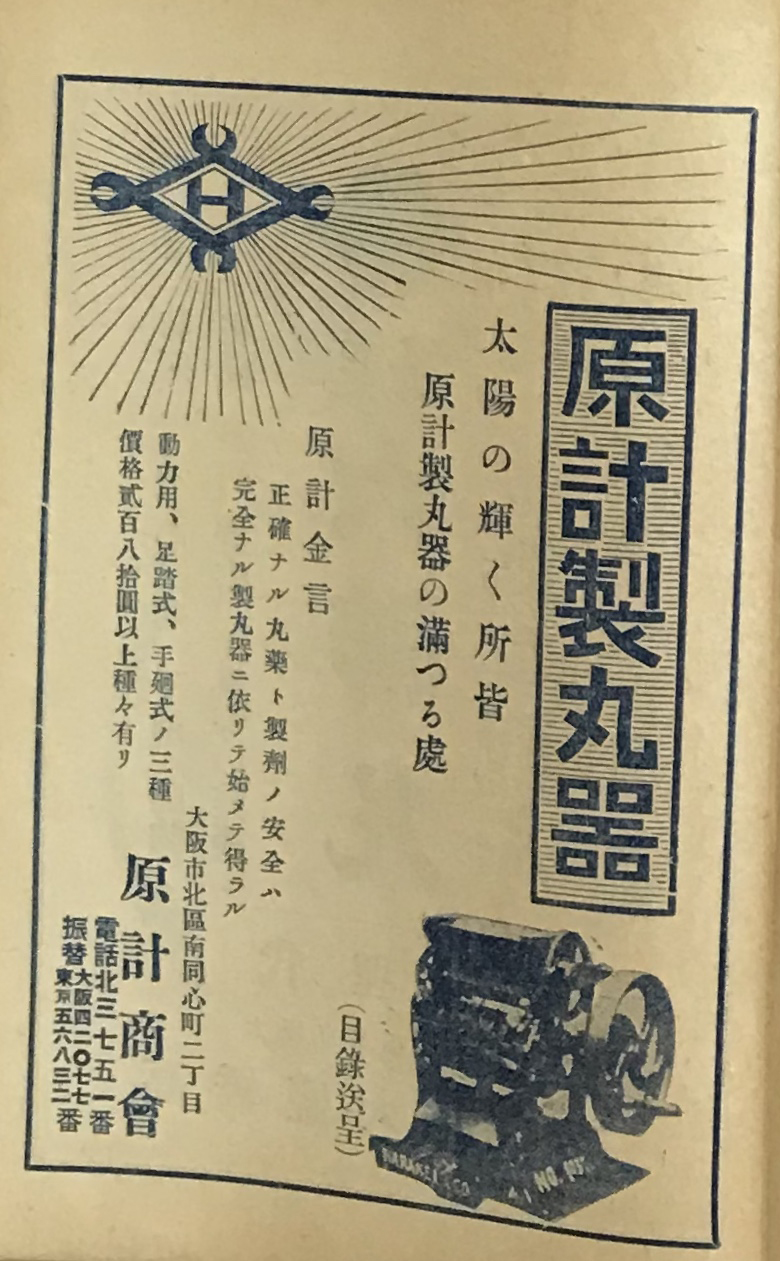 原計製丸器
太陽の輝く所皆
原計製丸器の滿つる處
原計金言
正確ナル丸藥ト製劑ノ安全ハ
完全ナル製丸器ニ依リテ始メテ得ラル
動力用、足踏式、手廻式ノ三種
價格貳百八拾圓以上種々有リ
(目錄送呈)
大阪市北區南同心町二丁目
原計商會
電話北三七五一番
振替大阪四二〇七七番
東京五六八三二番
H
HARAKEI & CO
NO.